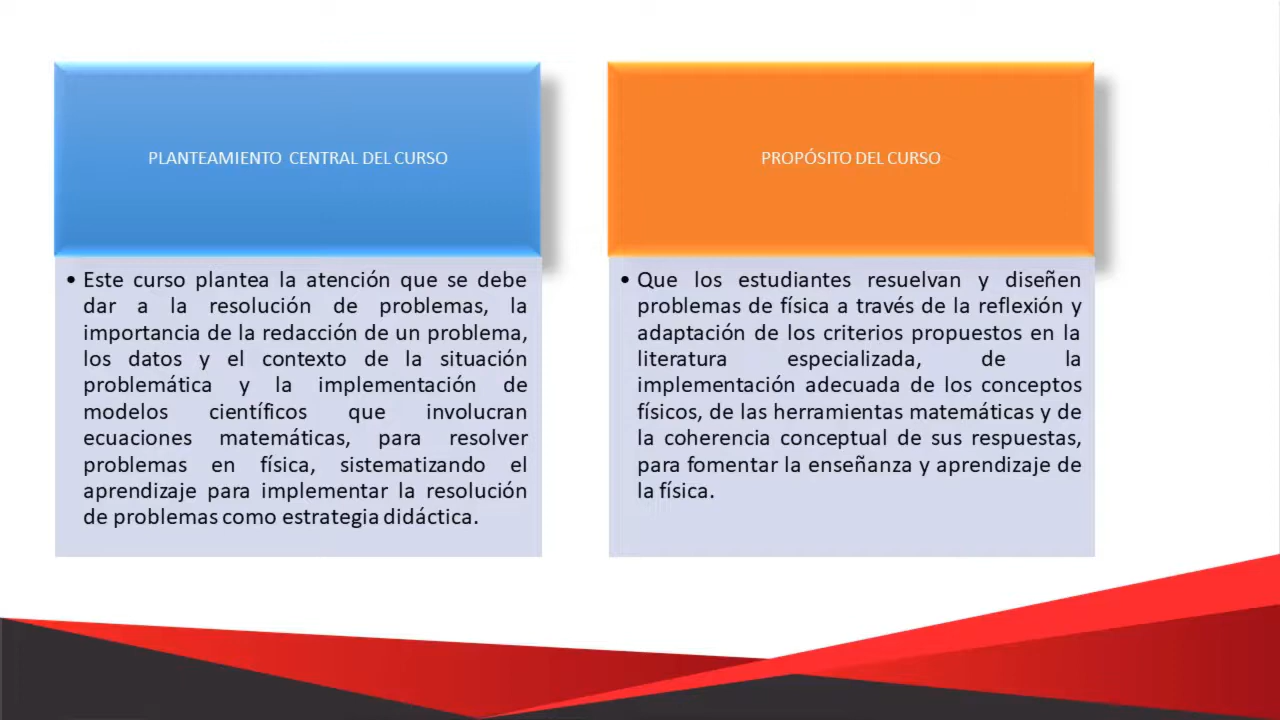 PLANTEAMIENTO CENTRAL DEL CURSO
• Este curso plantea la atención que se debe
dar a la resolución de problemas, la
importancia de la redacción de un problema,
los datos y el contexto de la situación
problemática y la implementación de
modelos científicos que involucran
ecuaciones matemáticas, para resolver
problemas en física, sistematizando el
aprendizaje para implementar la resolución
de problemas como estrategia didáctica.
PROPÓSITO DEL CURSO
• Que los estudiantes resuelvan y diseñen
problemas de física a través de la reflexión y
adaptación de los criterios propuestos en la
literatura especializada, de la
implementación adecuada de los conceptos
físicos, de las herramientas matemáticas y de
la coherencia conceptual de sus respuestas,
para fomentar la enseñanza y aprendizaje de
la física.